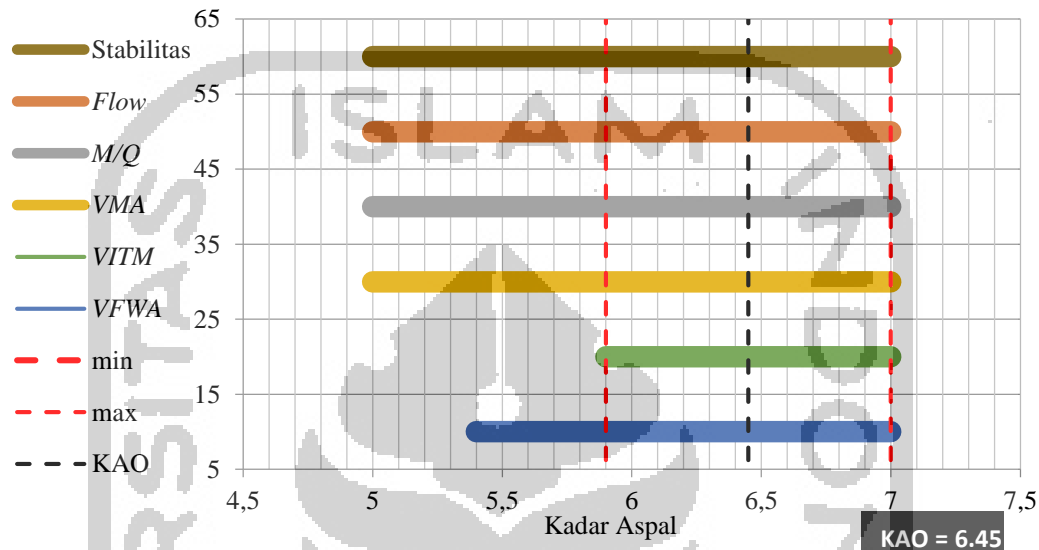 65
55
45
35
25
15
5
Stabilitas
Flow
M/Q
VMA
VITM
VFWA
min
max
KAO
4,5 5 5,5 6 6,5 7 7,5
Kadar Aspal
KAO = 6.45
ISLAM
RSITAS